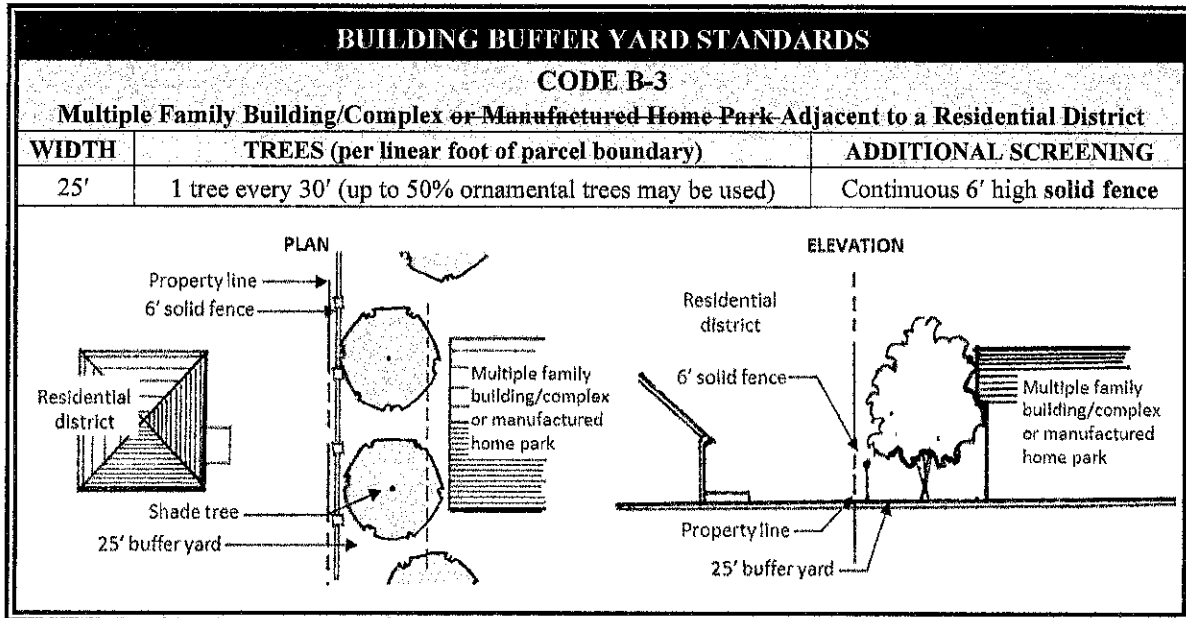 BUILDING BUFFER YARD STANDARDS
CODE B-3
Multiple Family Building/Complex or Manufactured Home Park Adjacent to a Residential District
WIDTH TREES (per linear foot of parcel boundary) ADDITIONAL SCREENING
25′ 1 tree every 30′ (up to 50% ornamental trees may be used) Continuous 6′ high solid fence
PLAN
Property line
6′ solid fence
Residential
district
Multiple family
building/complex
or manufactured
home park
Shade tree
25′ buffer yard
ELEVATION
Residential
district
6′ solid fence
Multiple family
building/complex
or manufactured
home park
Property line
25′ buffer yard